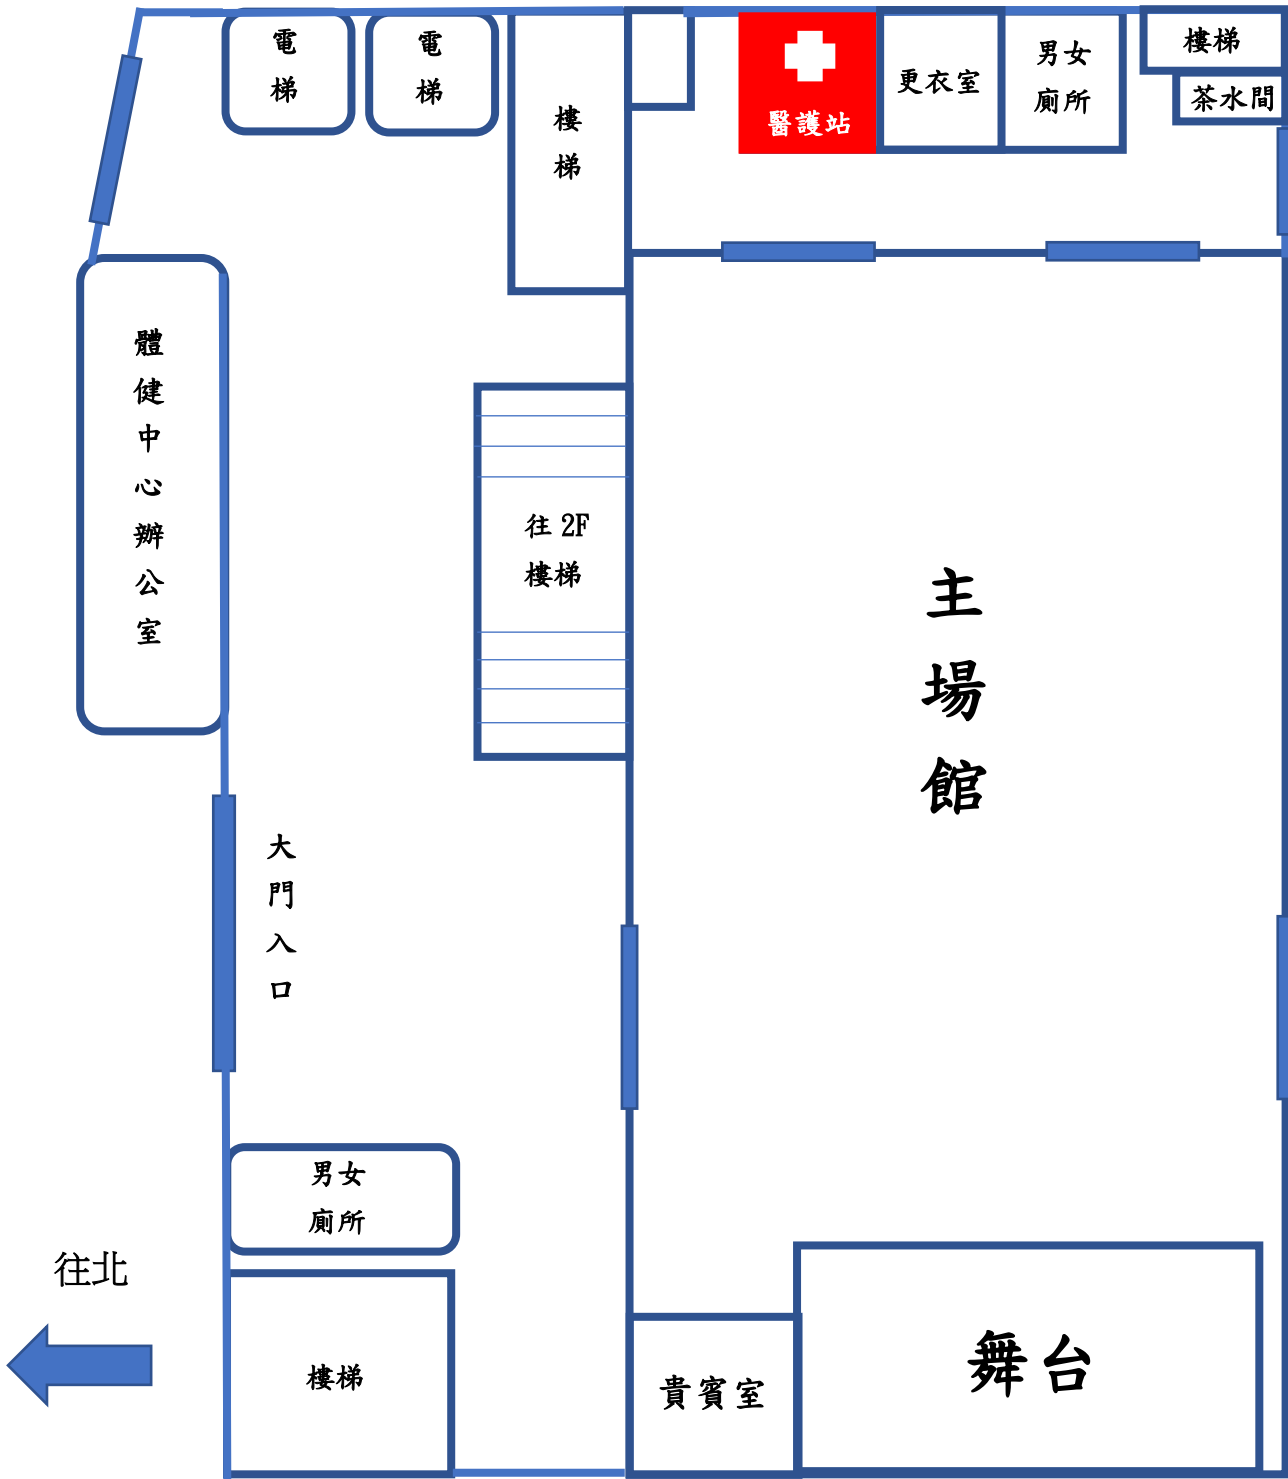 電
梯
電
梯
樓
梯
醫護站
更衣室
男女
廁所
樓梯
茶水間
體
健
中
心
辦
公
室
往 2F
樓梯
主
場
館
大
門
入
口
男女
廁所
往北
樓梯
貴賓室
舞台